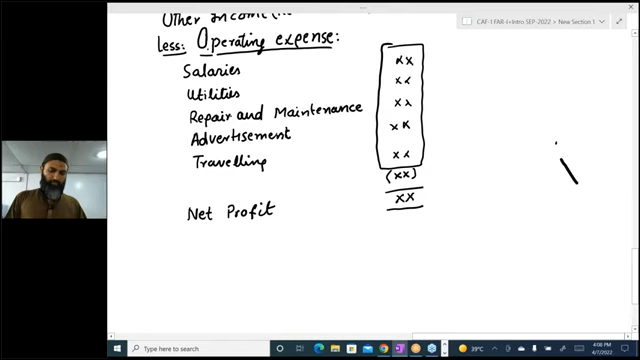 CAF-1 FAR-I+Intro SEP-2022 > New Section 1
Other Income
Less: Operating expense:
Salaries xx
Utilities xx
Repair and Maintenance xx
Advertisement xx
Travelling xx
(xx)
Net Profit xx
Type here to search
39°C
4:08 PM
4/7/2022